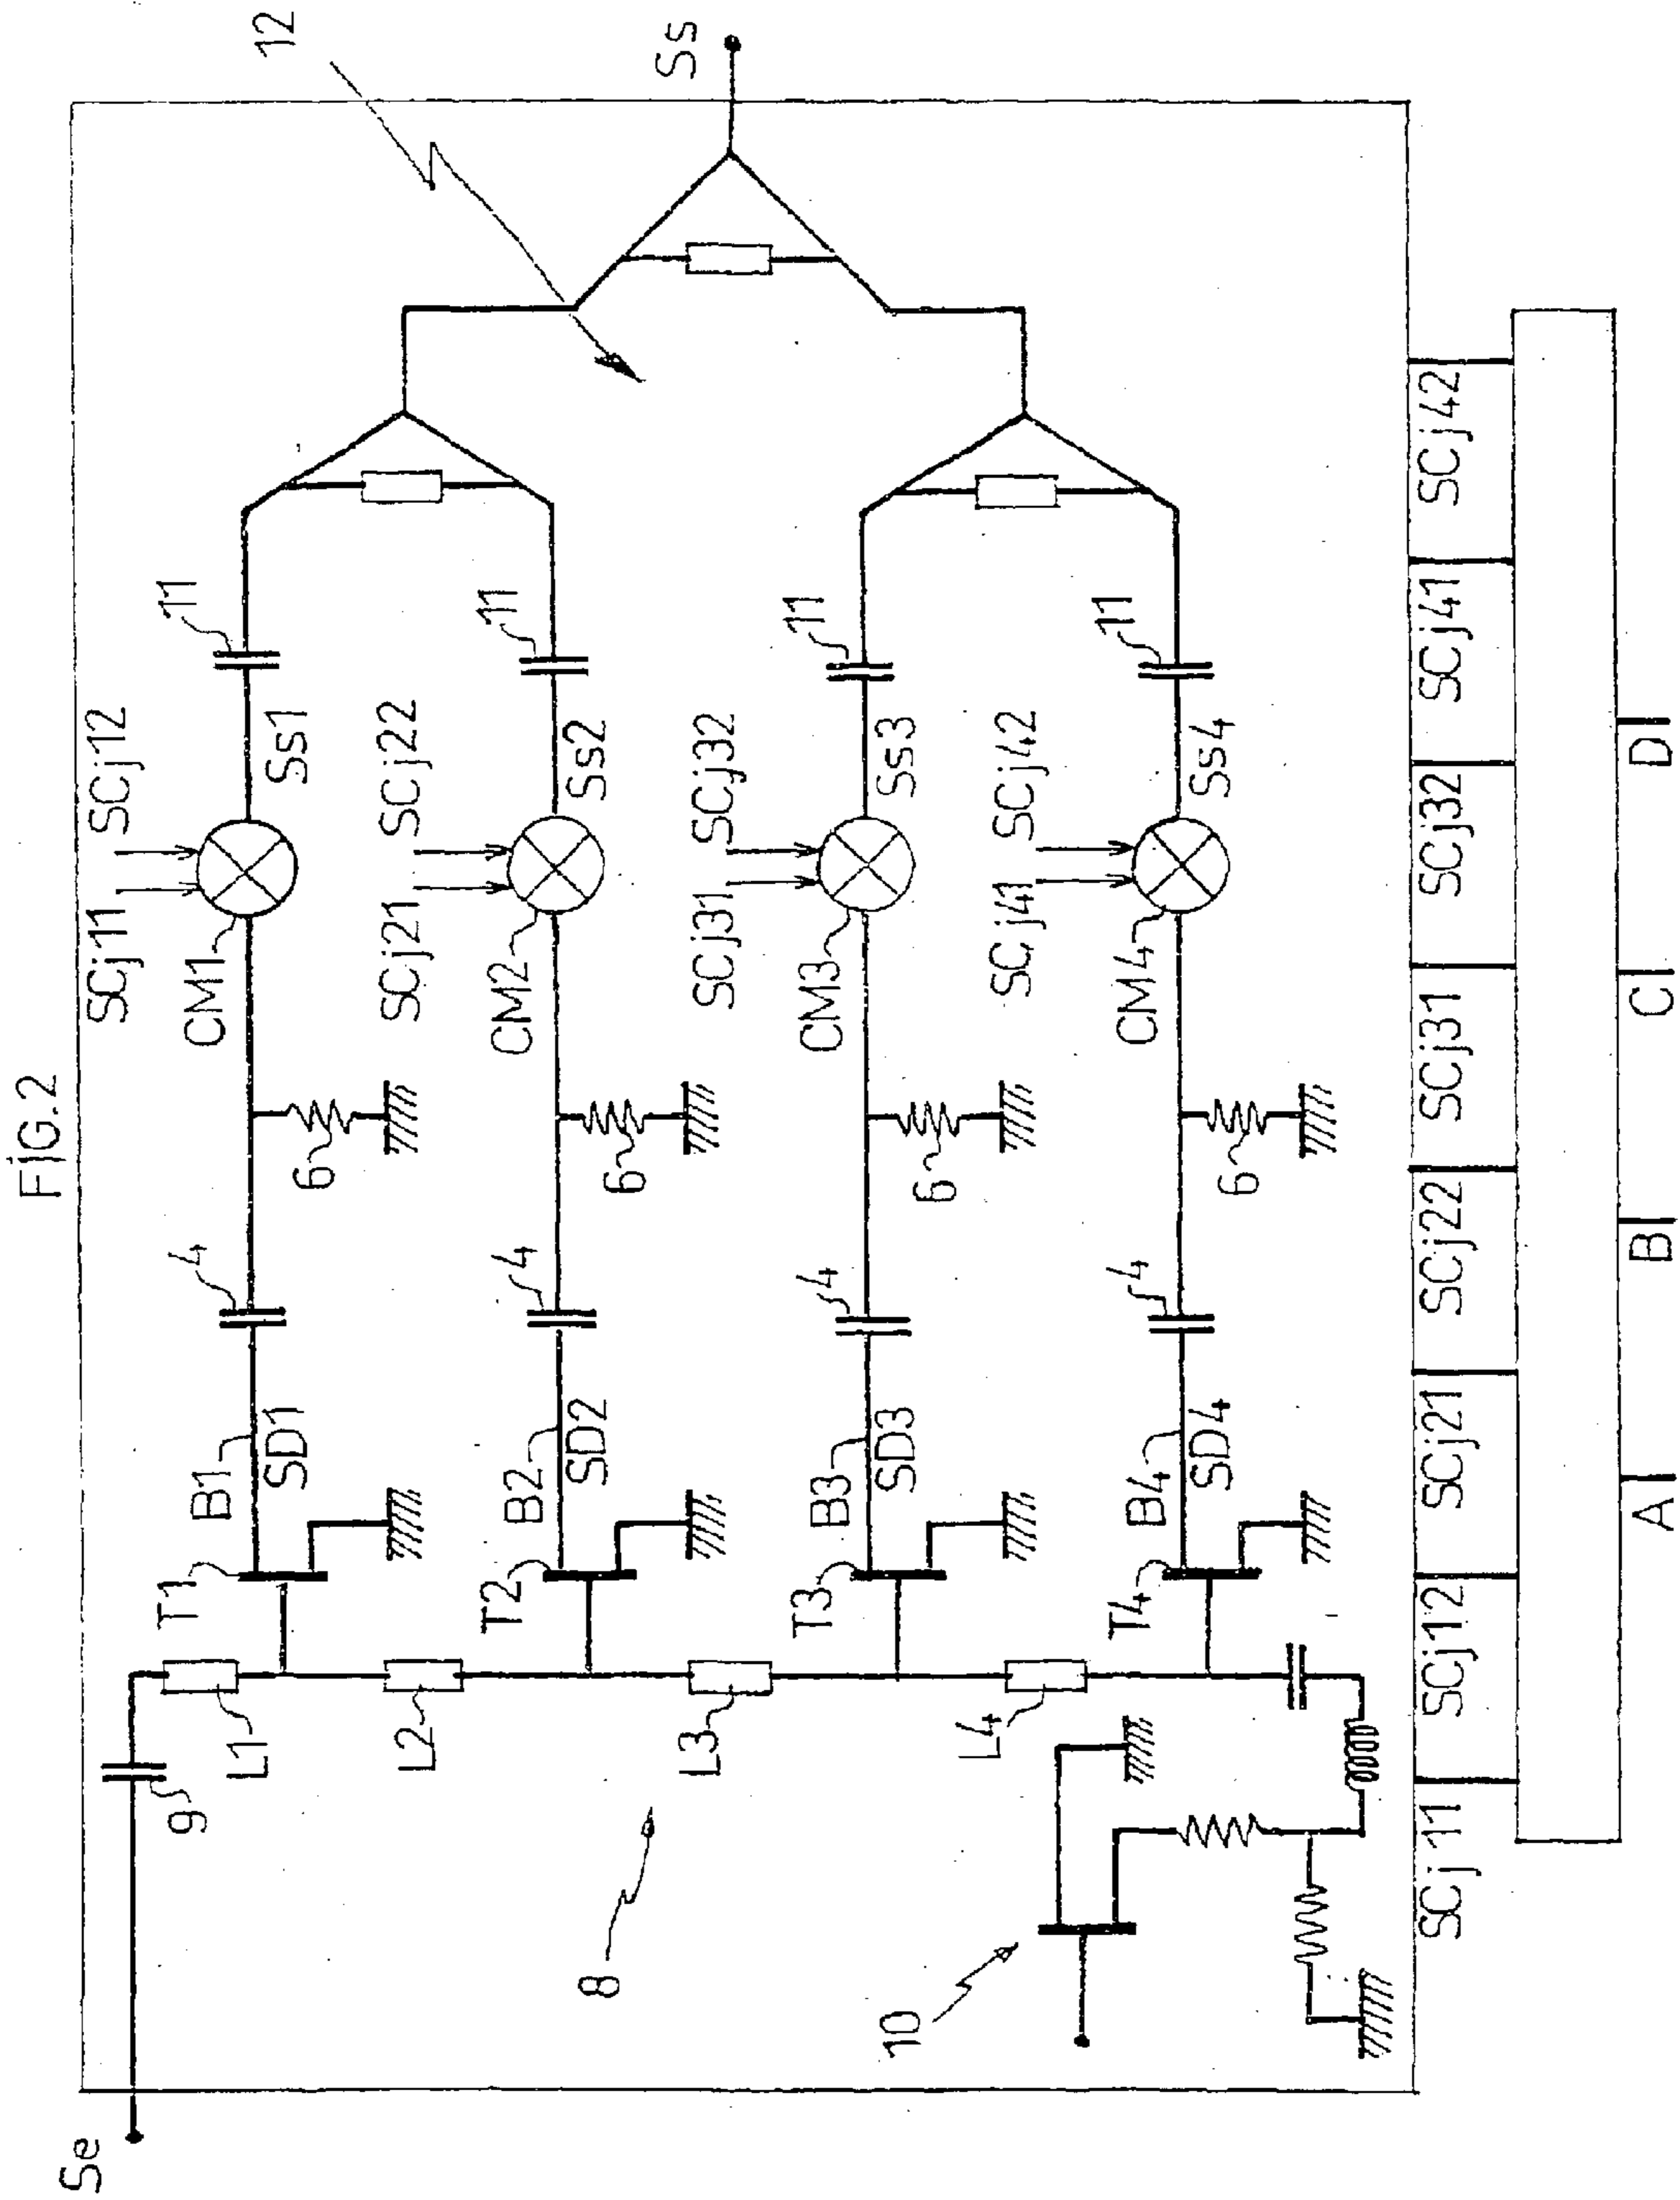 FIG.2
Se
9
L1
L2
L3
L4
8
10
T1
B1
SD1
4
6
CM1
SCj11
SCj12
Ss1
11
T2
B2
SD2
4
6
CM2
SCj21
SCj22
Ss2
11
T3
B3
SD3
4
6
CM3
SCj31
SCj32
Ss3
11
T4
B4
SD4
4
6
CM4
SCj41
SCj42
Ss4
11
12
Ss
SCj11
SCj12
SCj21
SCj22
SCj31
SCj32
SCj41
SCj42
A
B
C
D